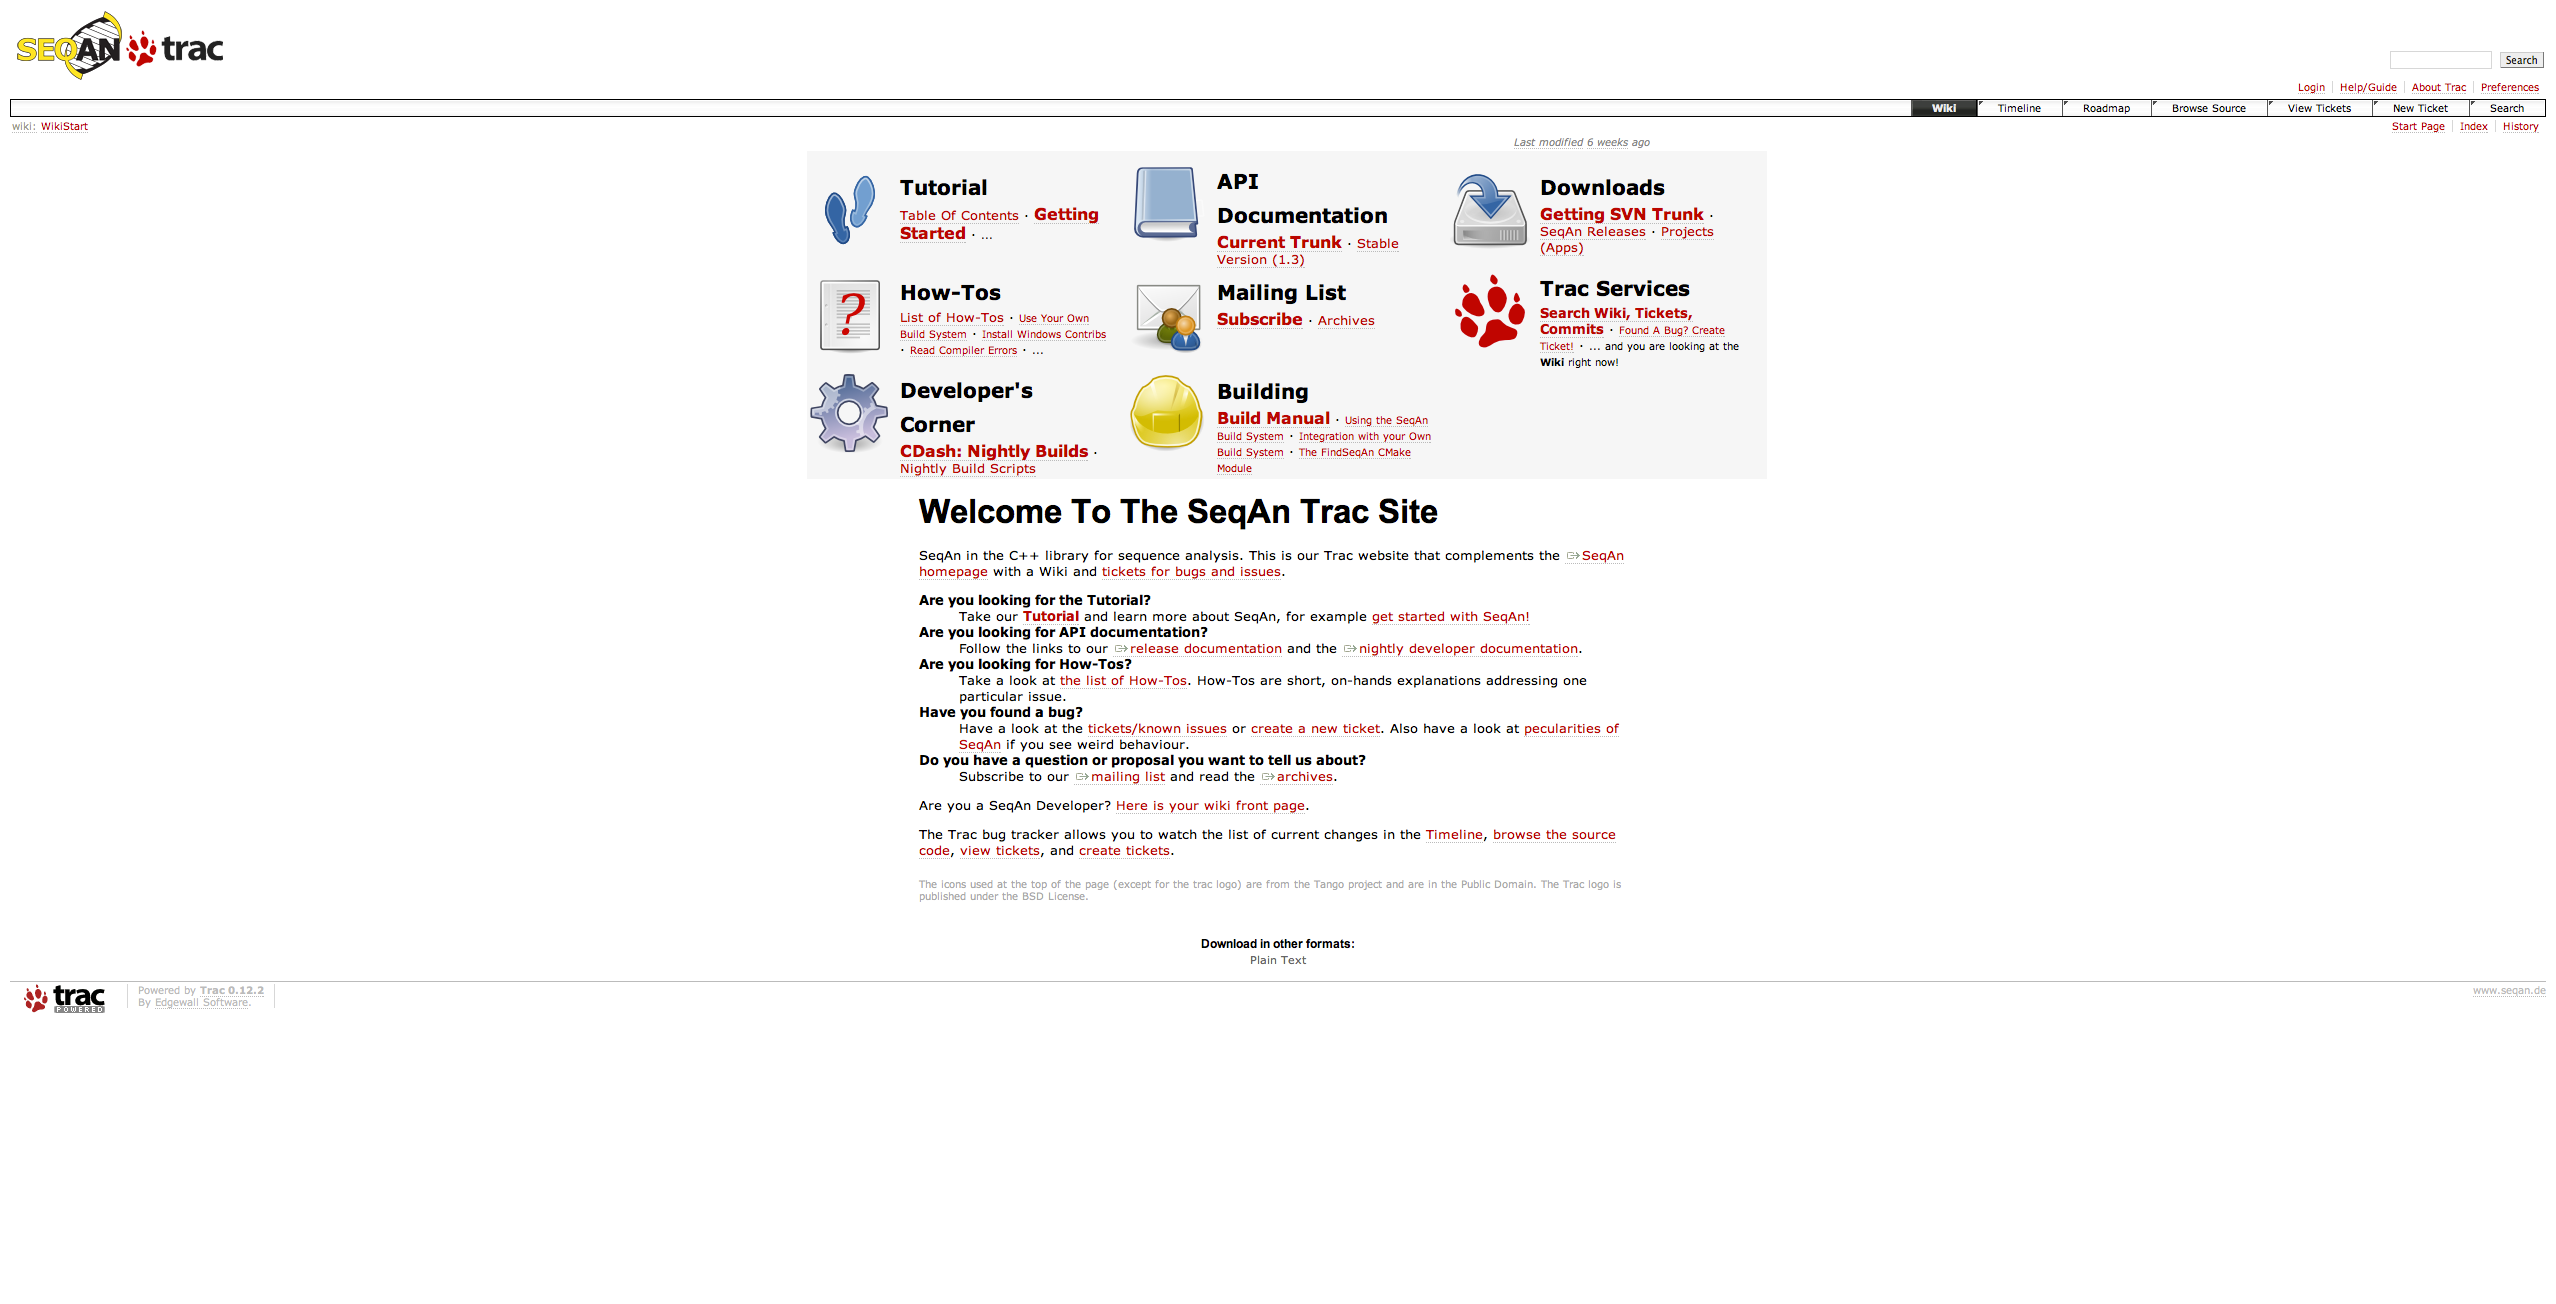 SEQAN trac
Search
Login Help/Guide About Trac Preferences
Wiki Timeline Roadmap Browse Source View Tickets New Ticket Search
wiki: WikiStart
Start Page Index History
Last modified 6 weeks ago
Tutorial
Table Of Contents · Getting
Started · ...
API
Documentation
Current Trunk · Stable
Version (1.3)
Downloads
Getting SVN Trunk ·
SeqAn Releases · Projects
(Apps)
How-Tos
List of How-Tos · Use Your Own
Build System · Install Windows Contribs
· Read Compiler Errors · ...
Mailing List
Subscribe · Archives
Trac Services
Search Wiki, Tickets,
Commits · Found A Bug? Create
Ticket! · ... and you are looking at the
Wiki right now!
Developer's
Corner
CDash: Nightly Builds ·
Nightly Build Scripts
Building
Build Manual · Using the SeqAn
Build System · Integration with your Own
Build System · The FindSeqAn CMake
Module
Welcome To The SeqAn Trac Site
SeqAn in the C++ library for sequence analysis. This is our Trac website that complements the SeqAn
homepage with a Wiki and tickets for bugs and issues.
Are you looking for the Tutorial?
Take our Tutorial and learn more about SeqAn, for example get started with SeqAn!
Are you looking for API documentation?
Follow the links to our release documentation and the nightly developer documentation.
Are you looking for How-Tos?
Take a look at the list of How-Tos. How-Tos are short, on-hands explanations addressing one
particular issue.
Have you found a bug?
Have a look at the tickets/known issues or create a new ticket. Also have a look at pecularities of
SeqAn if you see weird behaviour.
Do you have a question or proposal you want to tell us about?
Subscribe to our mailing list and read the archives.
Are you a SeqAn Developer? Here is your wiki front page.
The Trac bug tracker allows you to watch the list of current changes in the Timeline, browse the source
code, view tickets, and create tickets.
The icons used at the top of the page (except for the trac logo) are from the Tango project and are in the Public Domain. The Trac logo is
published under the BSD License.
Download in other formats:
Plain Text
trac
POWERED
Powered by Trac 0.12.2
By Edgewall Software.
www.seqan.de